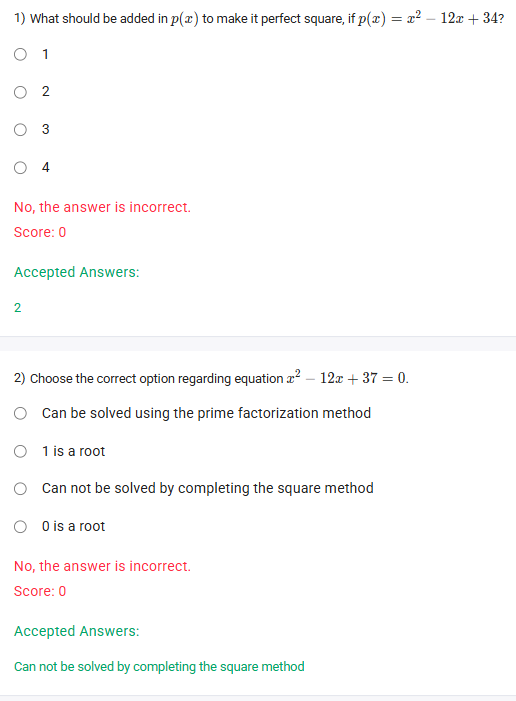 1) What should be added in p(x) to make it perfect square, if p(x) = x² − 12x + 34?
1
2
3
4
No, the answer is incorrect.
Score: 0
Accepted Answers:
2
2) Choose the correct option regarding equation x² − 12x + 37 = 0.
Can be solved using the prime factorization method
1 is a root
Can not be solved by completing the square method
0 is a root
No, the answer is incorrect.
Score: 0
Accepted Answers:
Can not be solved by completing the square method